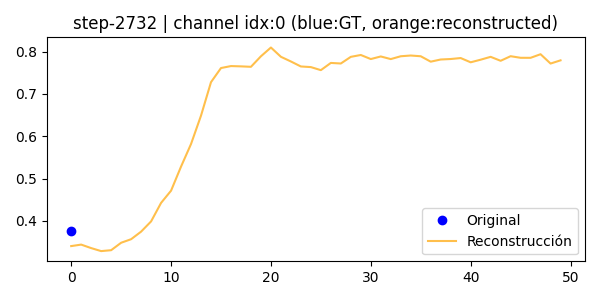 step-2732 | channel idx:0 (blue:GT, orange:reconstructed)
0.8
0.7
0.6
0.5
0.4
Original
Reconstrucción
0 10 20 30 40 50